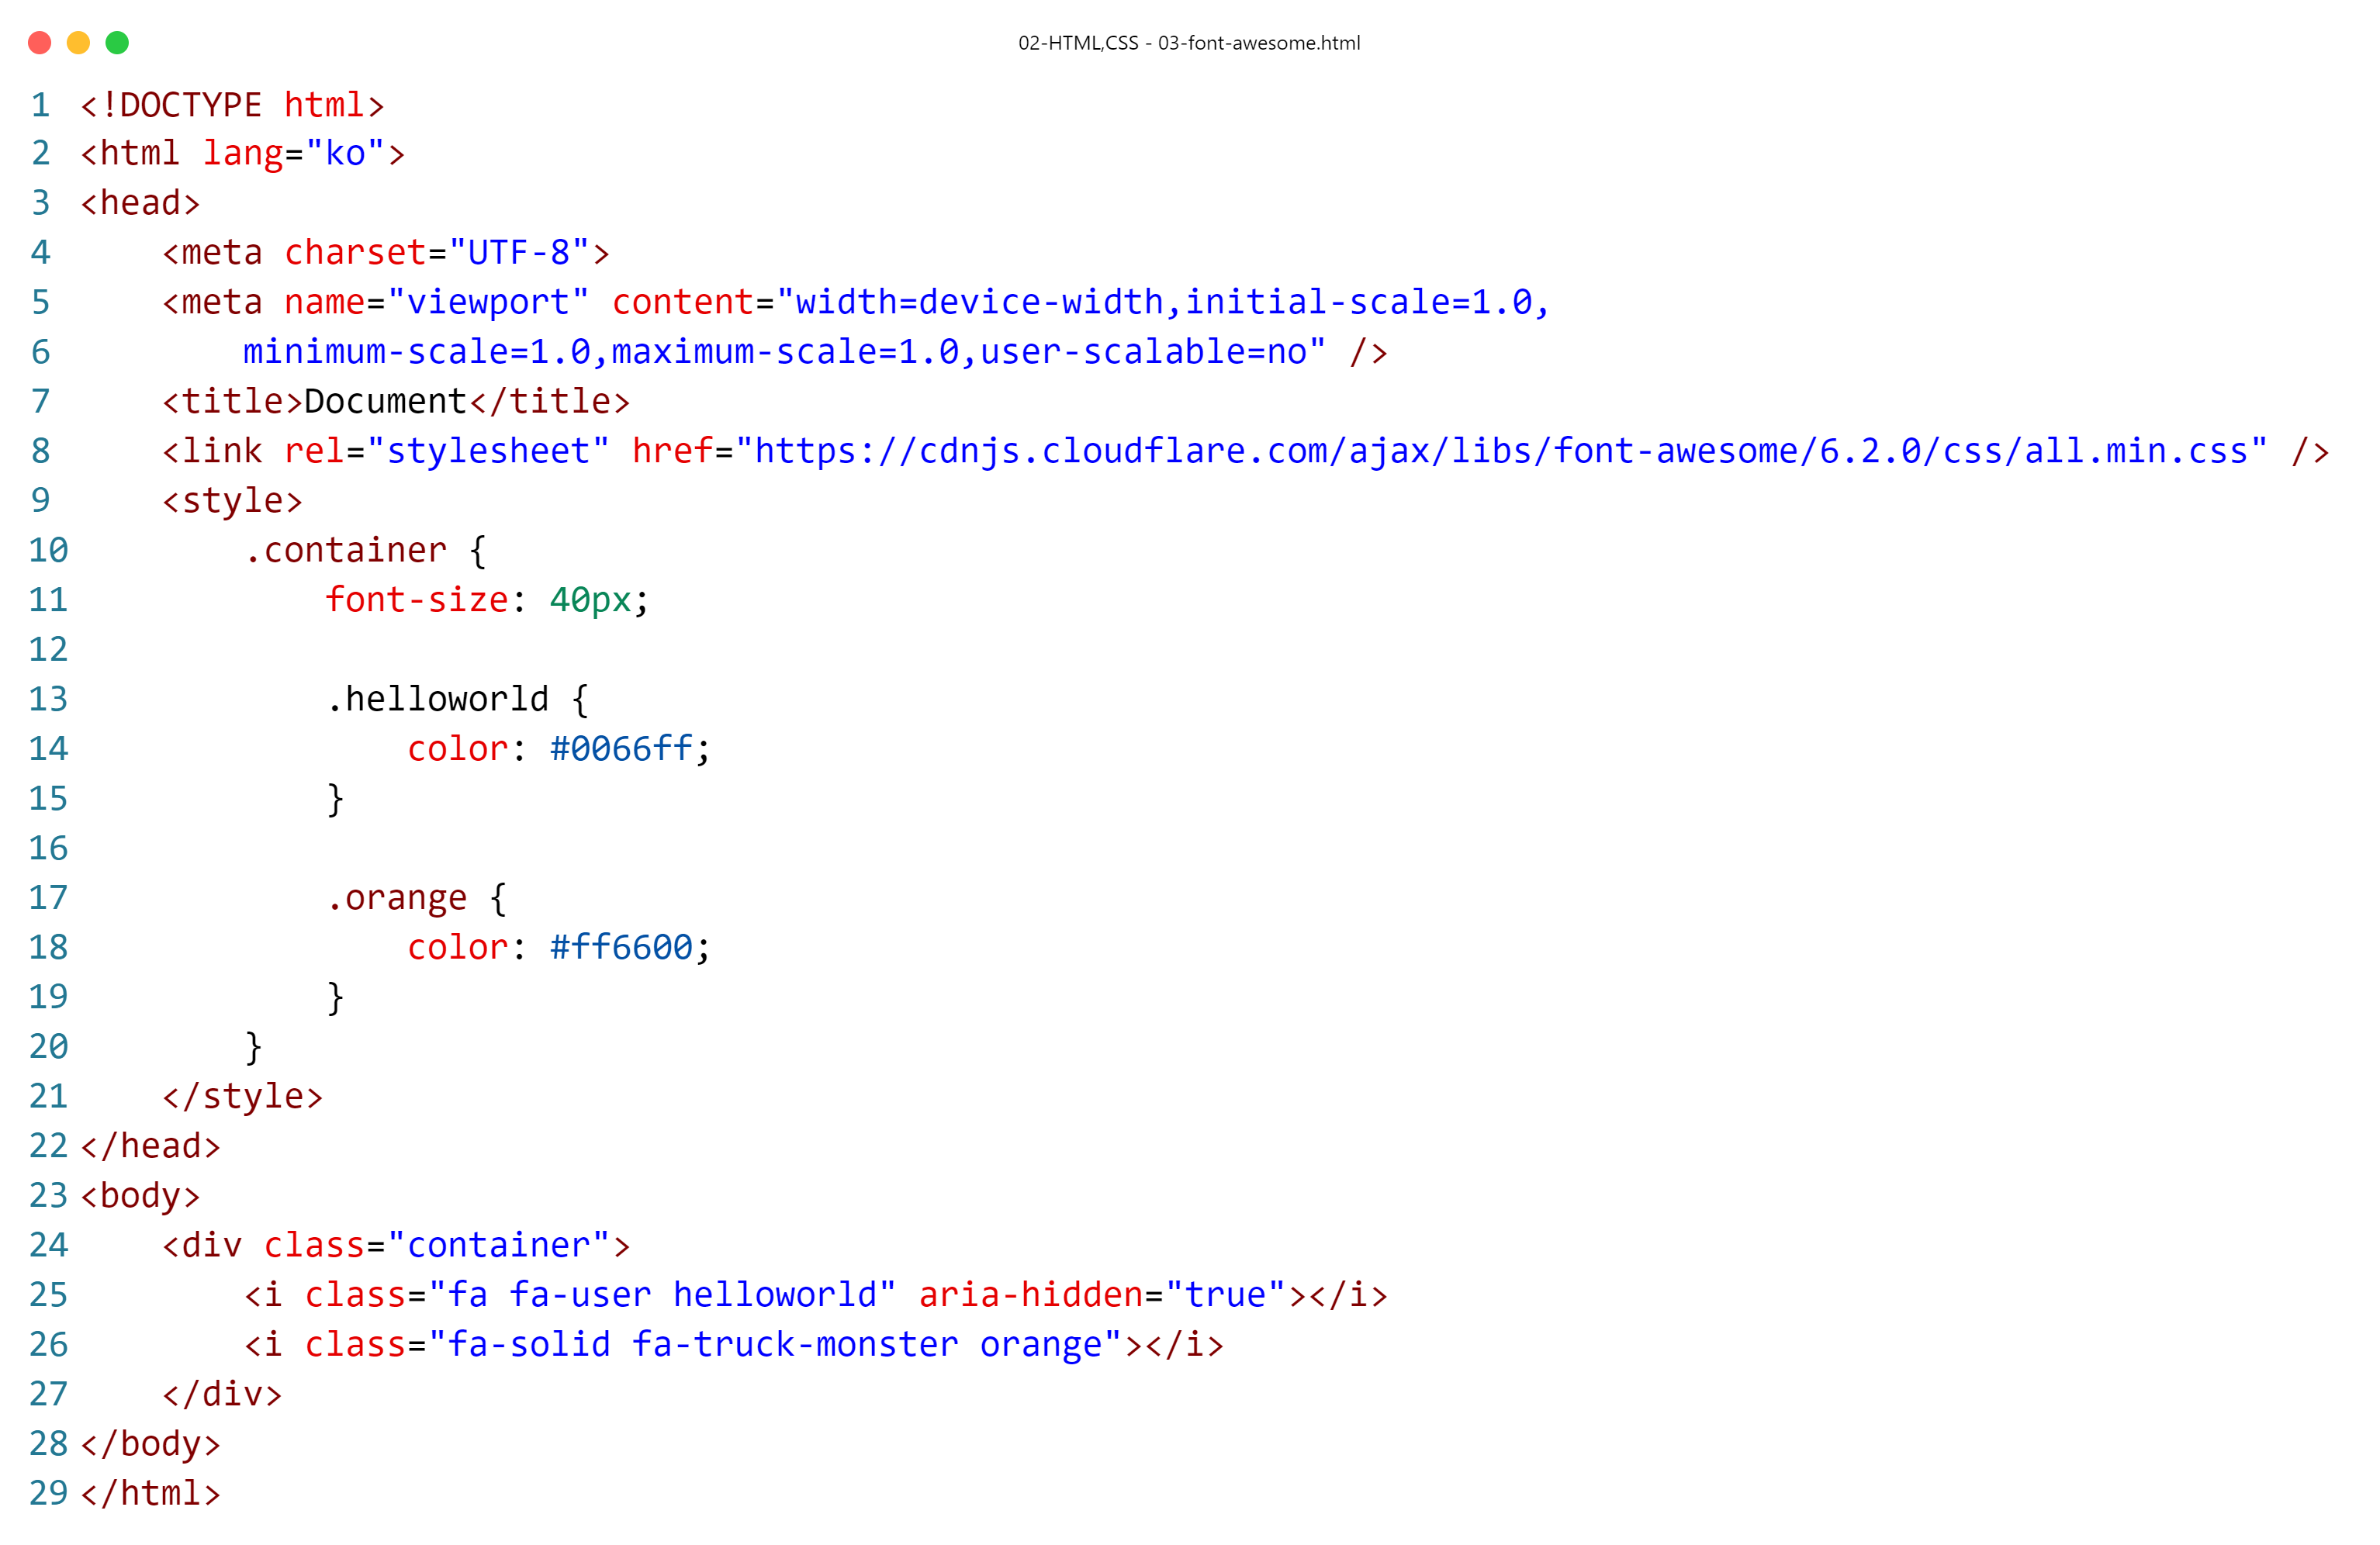 02-HTML,CSS - 03-font-awesome.html
1 <!DOCTYPE html>
2 <html lang="ko">
3 <head>
4     <meta charset="UTF-8">
5     <meta name="viewport" content="width=device-width,initial-scale=1.0,
6         minimum-scale=1.0,maximum-scale=1.0,user-scalable=no" />
7     <title>Document</title>
8     <link rel="stylesheet" href="https://cdnjs.cloudflare.com/ajax/libs/font-awesome/6.2.0/css/all.min.css" />
9     <style>
10         .container {
11             font-size: 40px;
12
13             .helloworld {
14                 color: #0066ff;
15             }
16
17             .orange {
18                 color: #ff6600;
19             }
20         }
21     </style>
22 </head>
23 <body>
24     <div class="container">
25         <i class="fa fa-user helloworld" aria-hidden="true"></i>
26         <i class="fa-solid fa-truck-monster orange"></i>
27     </div>
28 </body>
29 </html>